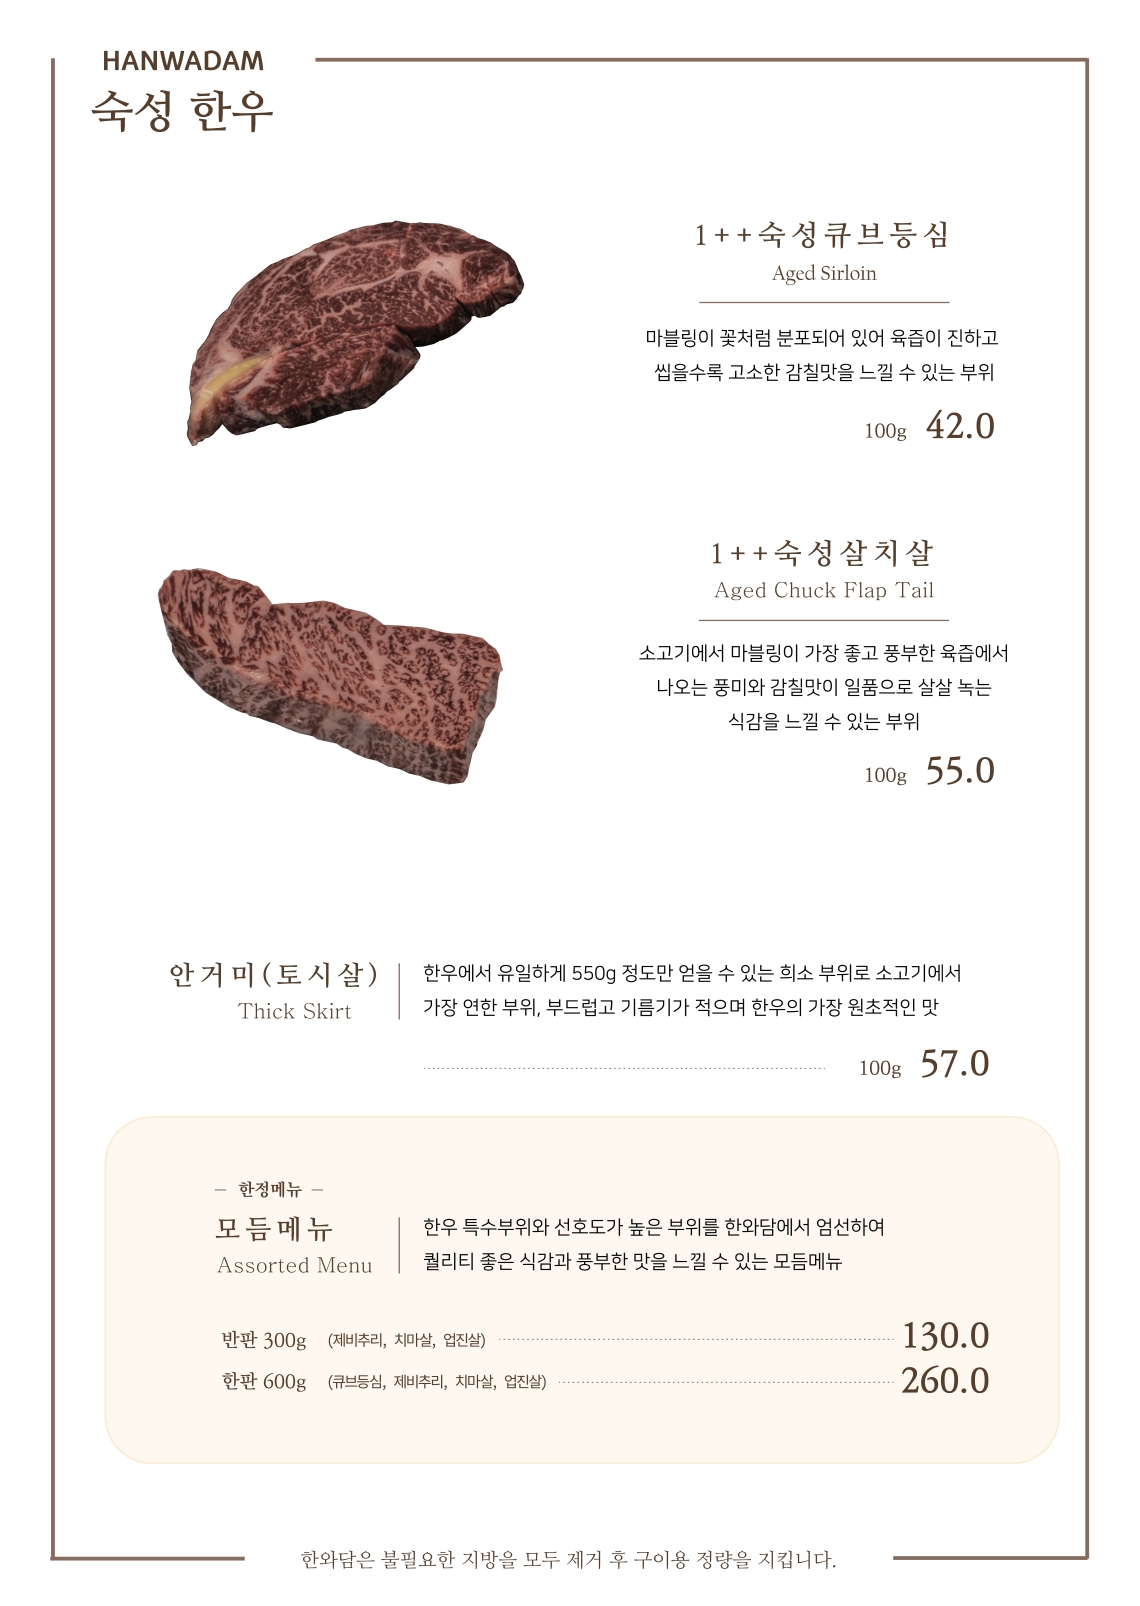 HANWADAM
숙성 한우
1++숙성큐브등심
Aged Sirloin
마블링이 꽃처럼 분포되어 있어 육즙이 진하고
씹을수록 고소한 감칠맛을 느낄 수 있는 부위
100g 42.0
1++숙성살치살
Aged Chuck Flap Tail
소고기에서 마블링이 가장 좋고 풍부한 육즙에서
나오는 풍미와 감칠맛이 일품으로 살살 녹는
식감을 느낄 수 있는 부위
100g 55.0
안거미(토시살)
Thick Skirt
한우에서 유일하게 550g 정도만 얻을 수 있는 희소 부위로 소고기에서
가장 연한 부위, 부드럽고 기름기가 적으며 한우의 가장 원초적인 맛
100g 57.0
– 한정메뉴 –
모듬메뉴
Assorted Menu
한우 특수부위와 선호도가 높은 부위를 한와담에서 엄선하여
퀄리티 좋은 식감과 풍부한 맛을 느낄 수 있는 모듬메뉴
반판 300g (제비추리, 치마살, 업진살) 130.0
한판 600g (큐브등심, 제비추리, 치마살, 업진살) 260.0
한와담은 불필요한 지방을 모두 제거 후 구이용 정량을 지킵니다.